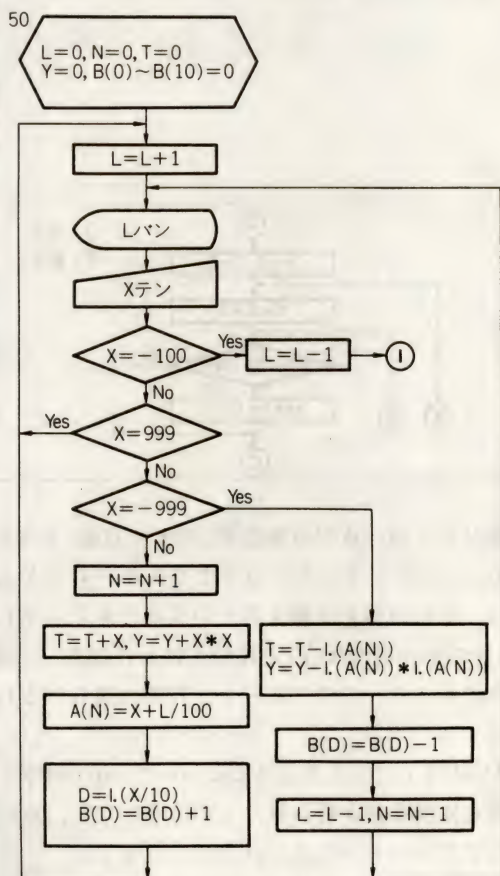 50
L=0, N=0, T=0
Y=0, B(0)~B(10)=0
L=L+1
Lバン
Xテン
X=-100
Yes
L=L-1
1
No
X=999
Yes
No
X=-999
Yes
No
N=N+1
T=T+X, Y=Y+X*X
A(N)=X+L/100
D=I.(X/10)
B(D)=B(D)+1
T=T-I.(A(N))
Y=Y-I.(A(N))*I.(A(N))
B(D)=B(D)-1
L=L-1, N=N-1